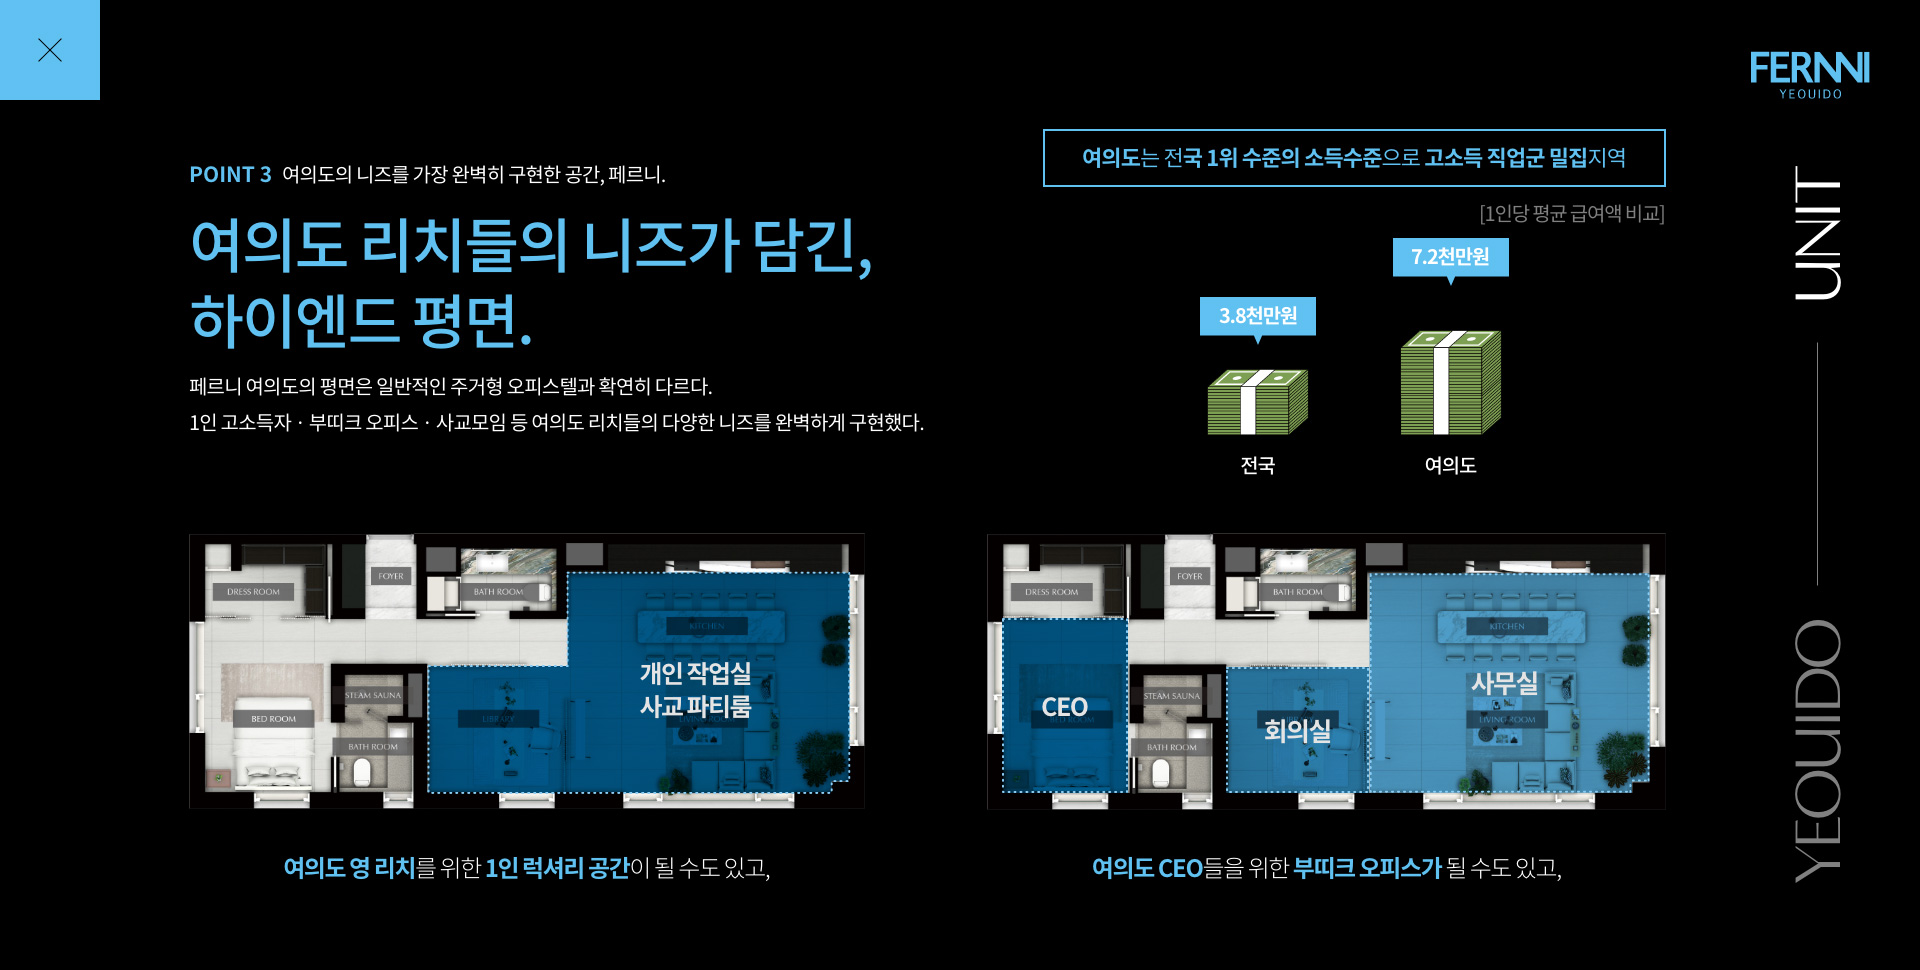 FERNNI
YEOUIDO
POINT 3 여의도의 니즈를 가장 완벽히 구현한 공간, 페르니.
여의도 리치들의 니즈가 담긴,
하이엔드 평면.
페르니 여의도의 평면은 일반적인 주거형 오피스텔과 확연히 다르다.
1인 고소득자 · 부띠크 오피스 · 사교모임 등 여의도 리치들의 다양한 니즈를 완벽하게 구현했다.
여의도는 전국 1위 수준의 소득수준으로 고소득 직업군 밀집지역
[1인당 평균 급여액 비교]
7.2천만원
3.8천만원
전국
여의도
UNIT
YEOUIDO
FOYER
DRESS ROOM
BATH ROOM
KITCHEN
개인 작업실
사교 파티룸
STEAM SAUNA
BED ROOM
LIBRARY
LIVING ROOM
BATH ROOM
여의도 영 리치를 위한 1인 럭셔리 공간이 될 수도 있고,
FOYER
DRESS ROOM
BATH ROOM
KITCHEN
사무실
STEAM SAUNA
CEO
BED ROOM
회의실
LIBRARY
LIVING ROOM
BATH ROOM
여의도 CEO들을 위한 부띠크 오피스가 될 수도 있고,